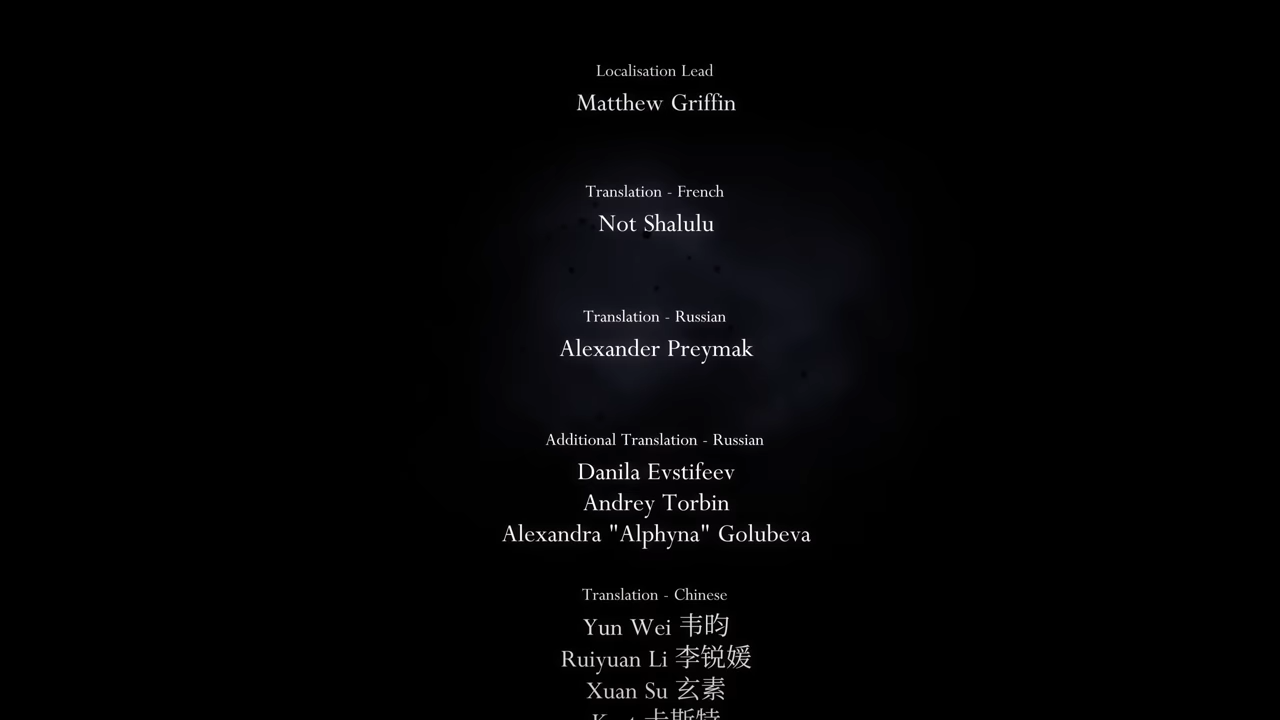 Localisation Lead
Matthew Griffin
Translation - French
Not Shalulu
Translation - Russian
Alexander Preymak
Additional Translation - Russian
Danila Evstifeev
Andrey Torbin
Alexandra "Alphyna" Golubeva
Translation - Chinese
Yun Wei 韦昀
Ruiyuan Li 李锐媛
Xuan Su 玄素